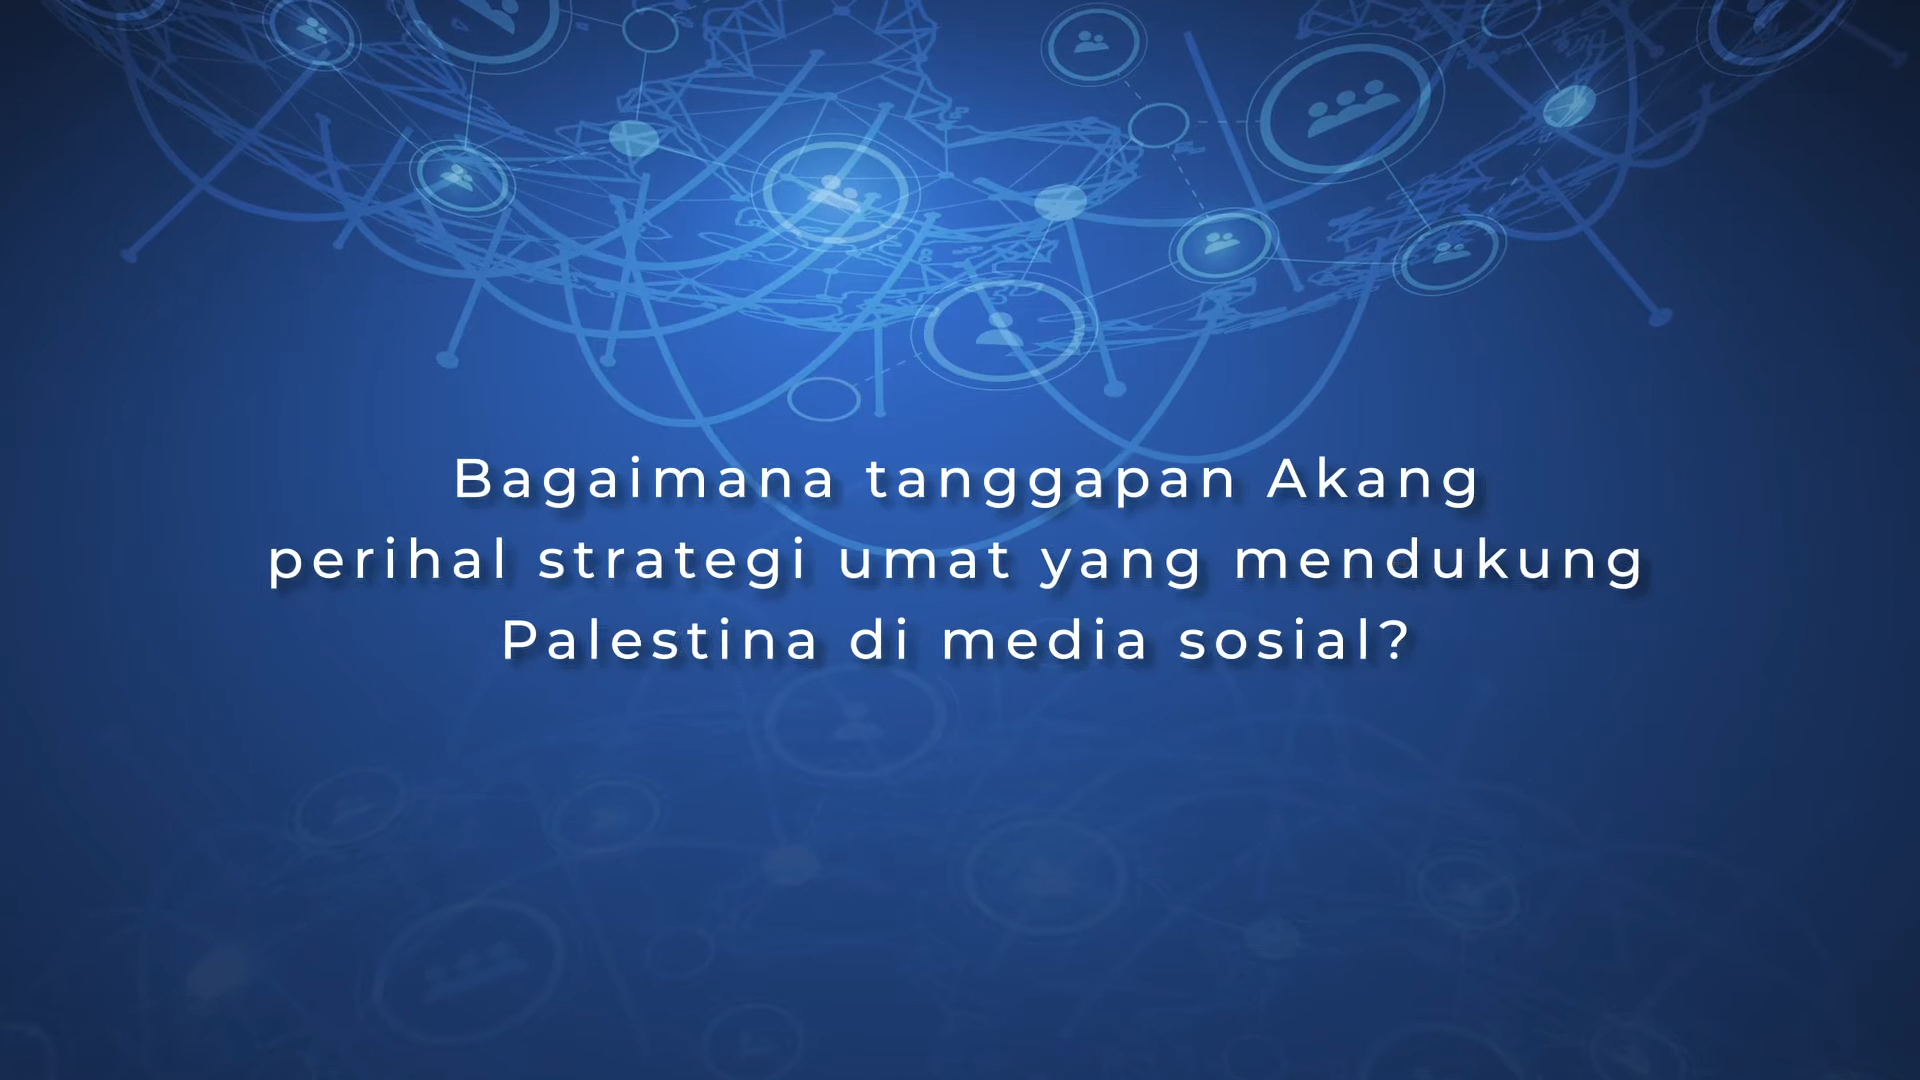 Bagaimana tanggapan Akang
perihal strategi umat yang mendukung
Palestina di media sosial?